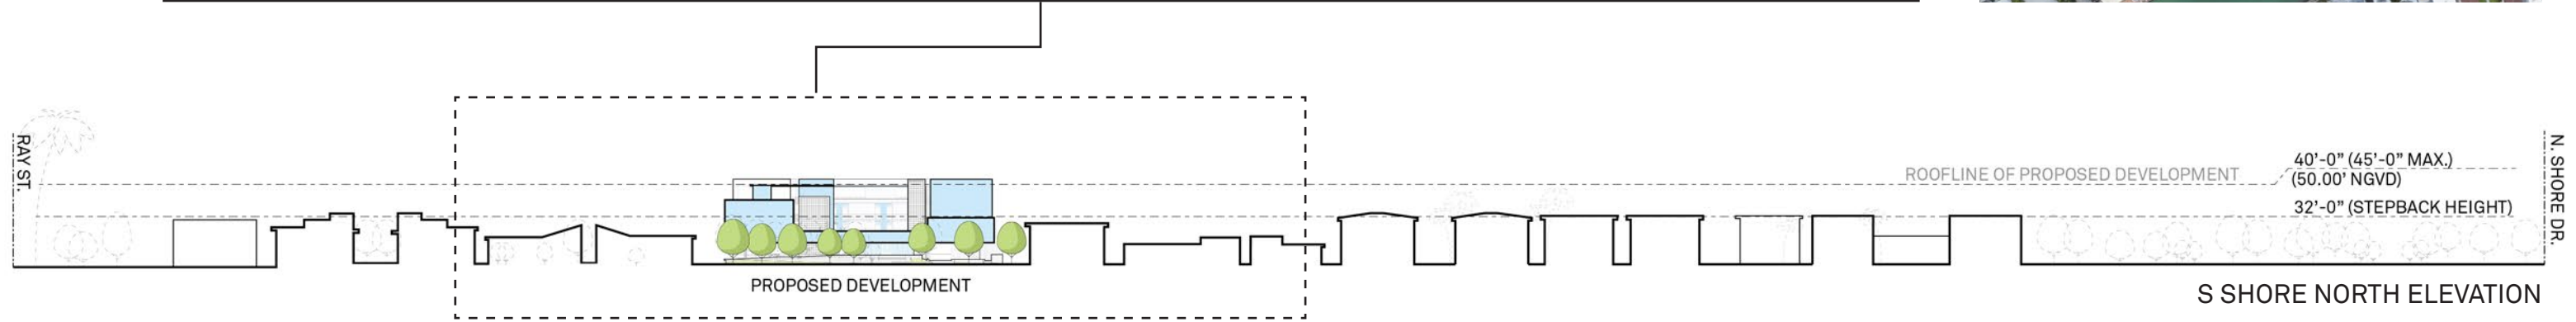 RAY ST.
ROOFLINE OF PROPOSED DEVELOPMENT
40’-0” (45’-0” MAX.)
(50.00’ NGVD)
32’-0” (STEPBACK HEIGHT)
N. SHORE DR.
PROPOSED DEVELOPMENT
S SHORE NORTH ELEVATION